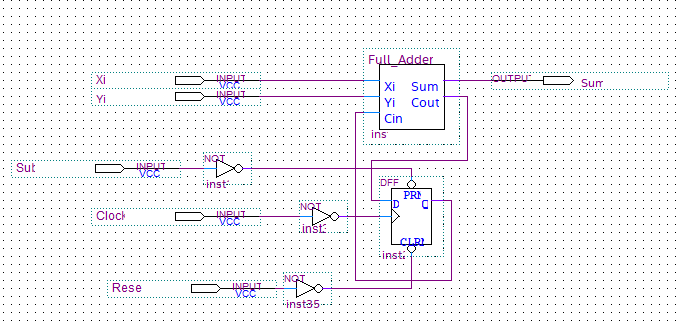 Full_Adder
Xi INPUT VCC
Yi INPUT VCC
Xi Sum
Yi Cout
Cin
ins
OUTPUT Sum
Sut INPUT VCC
NOT
inst
DFF
PRN
D Q
CLRN
inst
Clock INPUT VCC
NOT
inst
Rese INPUT VCC
NOT
inst35